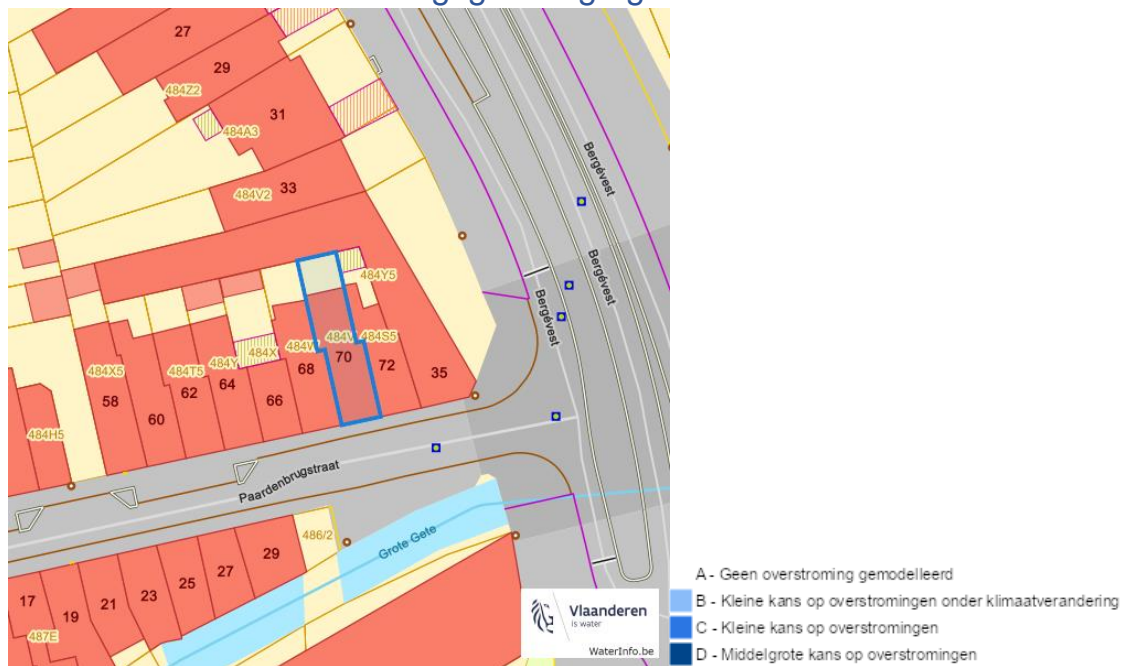 27
29
484Z2
31
484A3
33
484V2
Bergévest
Bergévest
Bergévest
484Y5
484X5
484T5
484Y
484X
484W
484V
484S5
58
60
62
64
66
68
70
72
35
484H5
Paardenbrugstraat
486/2
Grote Gete
17
19
21
23
25
27
29
487E
Vlaanderen
is water
WaterInfo.be
A - Geen overstroming gemodelleerd
B - Kleine kans op overstromingen onder klimaatverandering
C - Kleine kans op overstromingen
D - Middelgrote kans op overstromingen